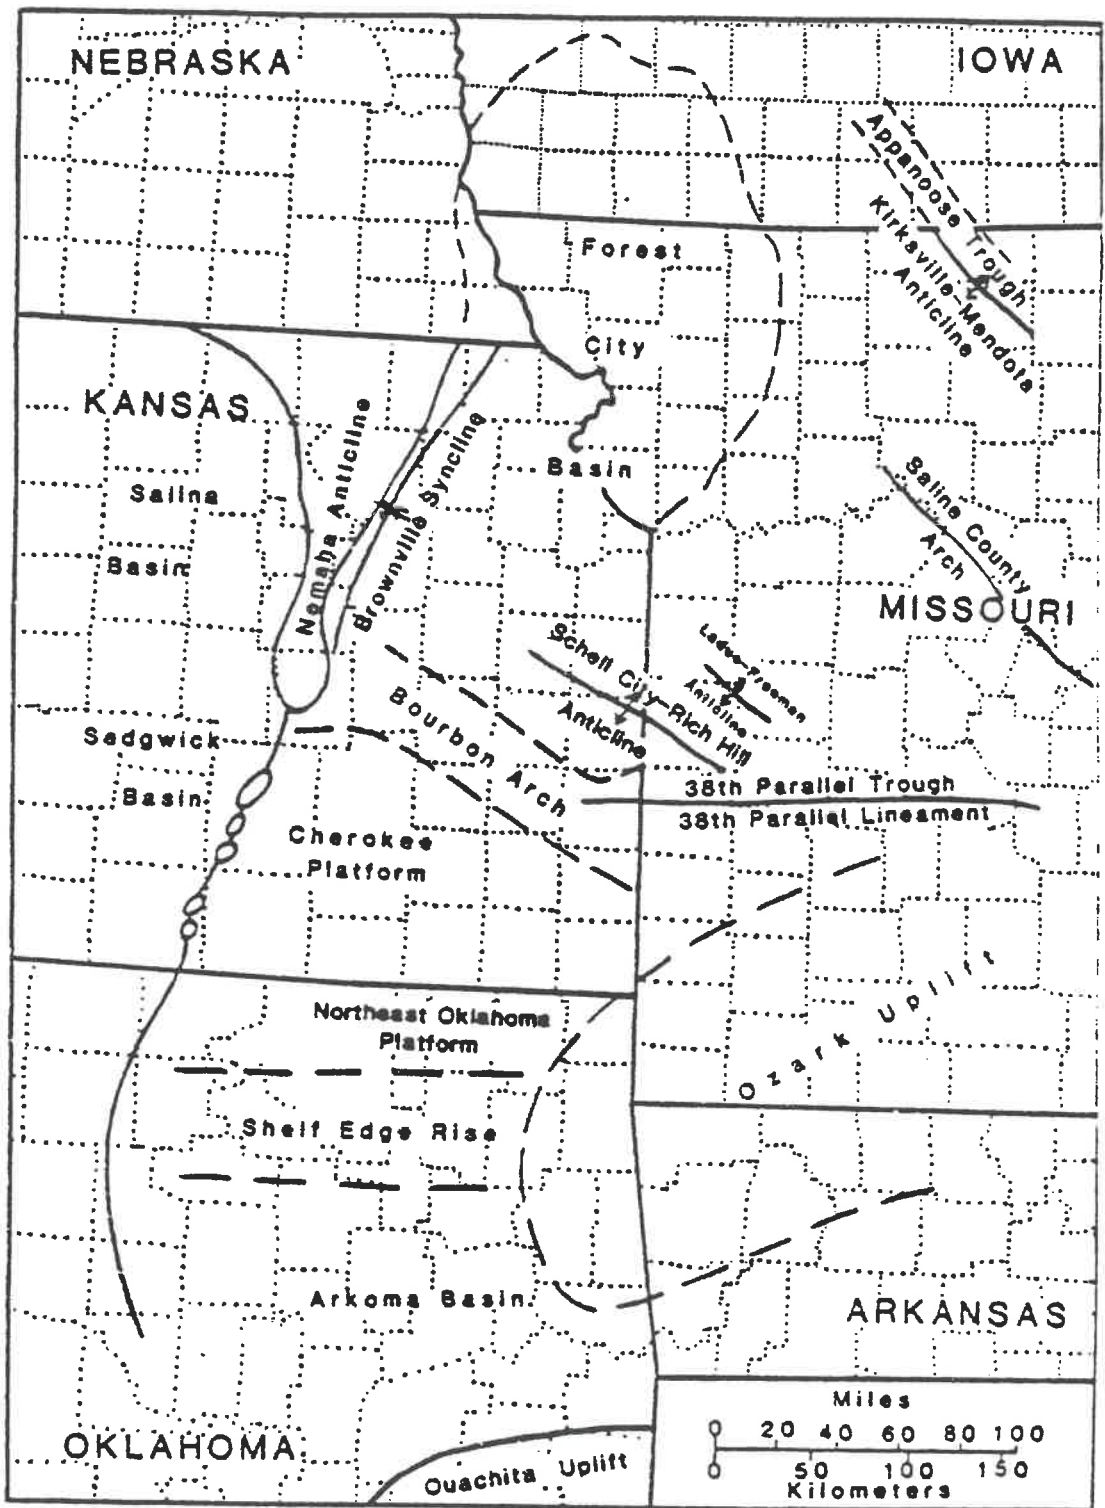 NEBRASKA
IOWA
Appanoose Trough
Kirksville-Mendota
Anticline
Forest
City
Basin
KANSAS
Nemaha Anticline
Brownville Syncline
Salina
Basin
Saline County
Arch
MISSOURI
Ladue-Freeman
Anticline
Schell City-Rich Hill
Anticline
Bourbon Arch
Sedgwick
Basin
38th Parallel Trough
38th Parallel Lineament
Cherokee
Platform
Ozark Uplift
Northeast Oklahoma
Platform
Shelf Edge Rise
Arkoma Basin
ARKANSAS
OKLAHOMA
Ouachita Uplift
Miles
0 20 40 60 80 100
0 50 100 150
Kilometers